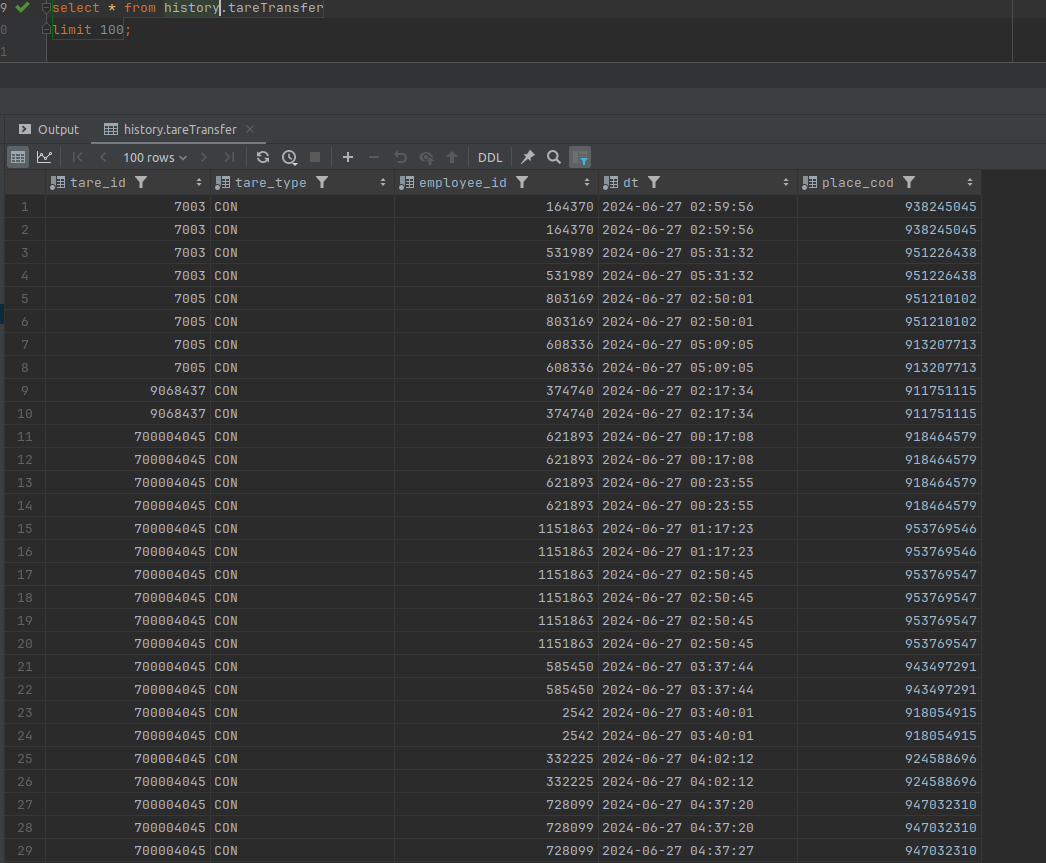 9 select * from history.tareTransfer
0 limit 100;
1
Output history.tareTransfer
100 rows DDL
tare_id tare_type employee_id dt place_cod
1 7003 CON 164370 2024-06-27 02:59:56 938245045
2 7003 CON 164370 2024-06-27 02:59:56 938245045
3 7003 CON 531989 2024-06-27 05:31:32 951226438
4 7003 CON 531989 2024-06-27 05:31:32 951226438
5 7005 CON 803169 2024-06-27 02:50:01 951210102
6 7005 CON 803169 2024-06-27 02:50:01 951210102
7 7005 CON 608336 2024-06-27 05:09:05 913207713
8 7005 CON 608336 2024-06-27 05:09:05 913207713
9 9068437 CON 374740 2024-06-27 02:17:34 911751115
10 9068437 CON 374740 2024-06-27 02:17:34 911751115
11 700004045 CON 621893 2024-06-27 00:17:08 918464579
12 700004045 CON 621893 2024-06-27 00:17:08 918464579
13 700004045 CON 621893 2024-06-27 00:23:55 918464579
14 700004045 CON 621893 2024-06-27 00:23:55 918464579
15 700004045 CON 1151863 2024-06-27 01:17:23 953769546
16 700004045 CON 1151863 2024-06-27 01:17:23 953769546
17 700004045 CON 1151863 2024-06-27 02:50:45 953769547
18 700004045 CON 1151863 2024-06-27 02:50:45 953769547
19 700004045 CON 1151863 2024-06-27 02:50:45 953769547
20 700004045 CON 1151863 2024-06-27 02:50:45 953769547
21 700004045 CON 585450 2024-06-27 03:37:44 943497291
22 700004045 CON 585450 2024-06-27 03:37:44 943497291
23 700004045 CON 2542 2024-06-27 03:40:01 918054915
24 700004045 CON 2542 2024-06-27 03:40:01 918054915
25 700004045 CON 332225 2024-06-27 04:02:12 924588696
26 700004045 CON 332225 2024-06-27 04:02:12 924588696
27 700004045 CON 728099 2024-06-27 04:37:20 947032310
28 700004045 CON 728099 2024-06-27 04:37:20 947032310
29 700004045 CON 728099 2024-06-27 04:37:27 947032310